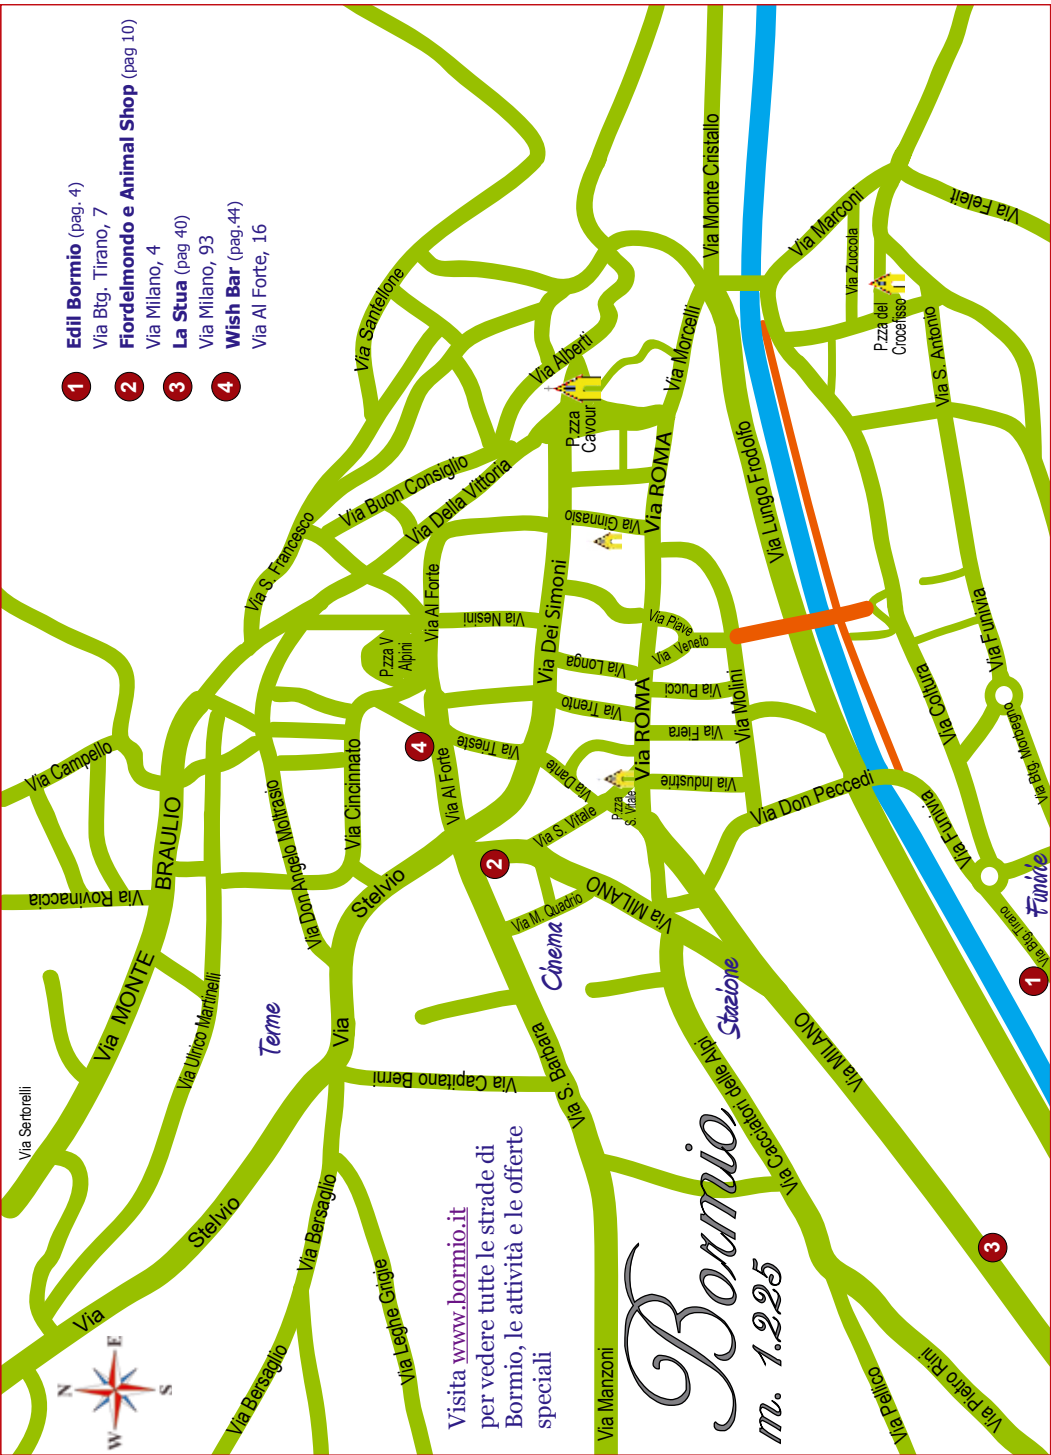 1 Edil Bormio (pag. 4)
Via Btg. Tirano, 7
2 Fiordelmondo e Animal Shop (pag 10)
Via Milano, 4
3 La Stua (pag 40)
Via Milano, 93
4 Wish Bar (pag.44)
Via Al Forte, 16
N
W
E
S
Visita www.bormio.it
per vedere tutte le strade di
Bormio, le attività e le offerte
speciali
Bormio
m. 1.225
Via Sertorelli
Via MONTE
BRAULIO
Via Rovinaccia
Via Campello
Via Ulrico Martinelli
Via
Stelvio
Via
Stelvio
Via Bersaglio
Via Bersaglio
Via Leghe Grigie
Via Capitano Berni
Via Manzoni
Via S. Barbara
Terme
Via Don Angelo Moltrasio
Via Cincinnato
Via S. Francesco
Via Santellone
Via Buon Consiglio
Via Della Vittoria
Via Alberti
P.zza
Cavour
P.zza V
Alpini
Via Al Forte
Via Al Forte
4
Via Nesini
Via Dei Simoni
Via Ginnasio
Via ROMA
Via ROMA
Via Morcelli
Via Monte Cristallo
Via Longa
Via Trento
Via Trieste
Via Dante
Via Piave
Via Veneto
Via Pucci
Via Fiera
Via Industrie
Via Molini
P.zza
S. Vitale
Via S. Vitale
2
Via M. Quadrio
Cinema
Via MILANO
Via MILANO
Stazione
Via Cacciatori delle Alpi
Via Pellico
Via Pietro Rini
3
Via Don Peccedi
Via Lungo Frodolfo
Via Marconi
Via Zuccola
P.zza del
Crocefisso
Via Feleit
Via S. Antonio
Via Coltura
Via Funivia
Via Funivia
Via Btg. Morbegno
Via Btg. Tirano
Funivie
1